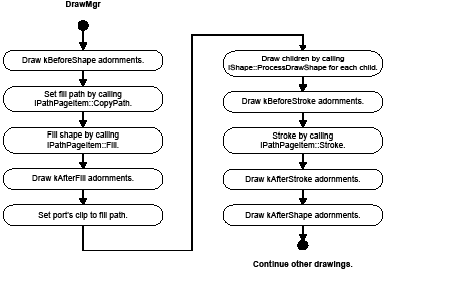 DrawMgr
Draw kBeforeShape adornments.
Set fill path by calling
IPathPageItem::CopyPath.
Fill shape by calling
IPathPageItem::Fill.
Draw kAfterFill adornments.
Set port's clip to fill path.
Draw children by calling
IShape::ProcessDrawShape for each child.
Draw kBeforeStroke adornments.
Stroke by calling
IPathPageItem::Stroke.
Draw kAfterStroke adornments.
Draw kAfterShape adornments.
Continue other drawings.